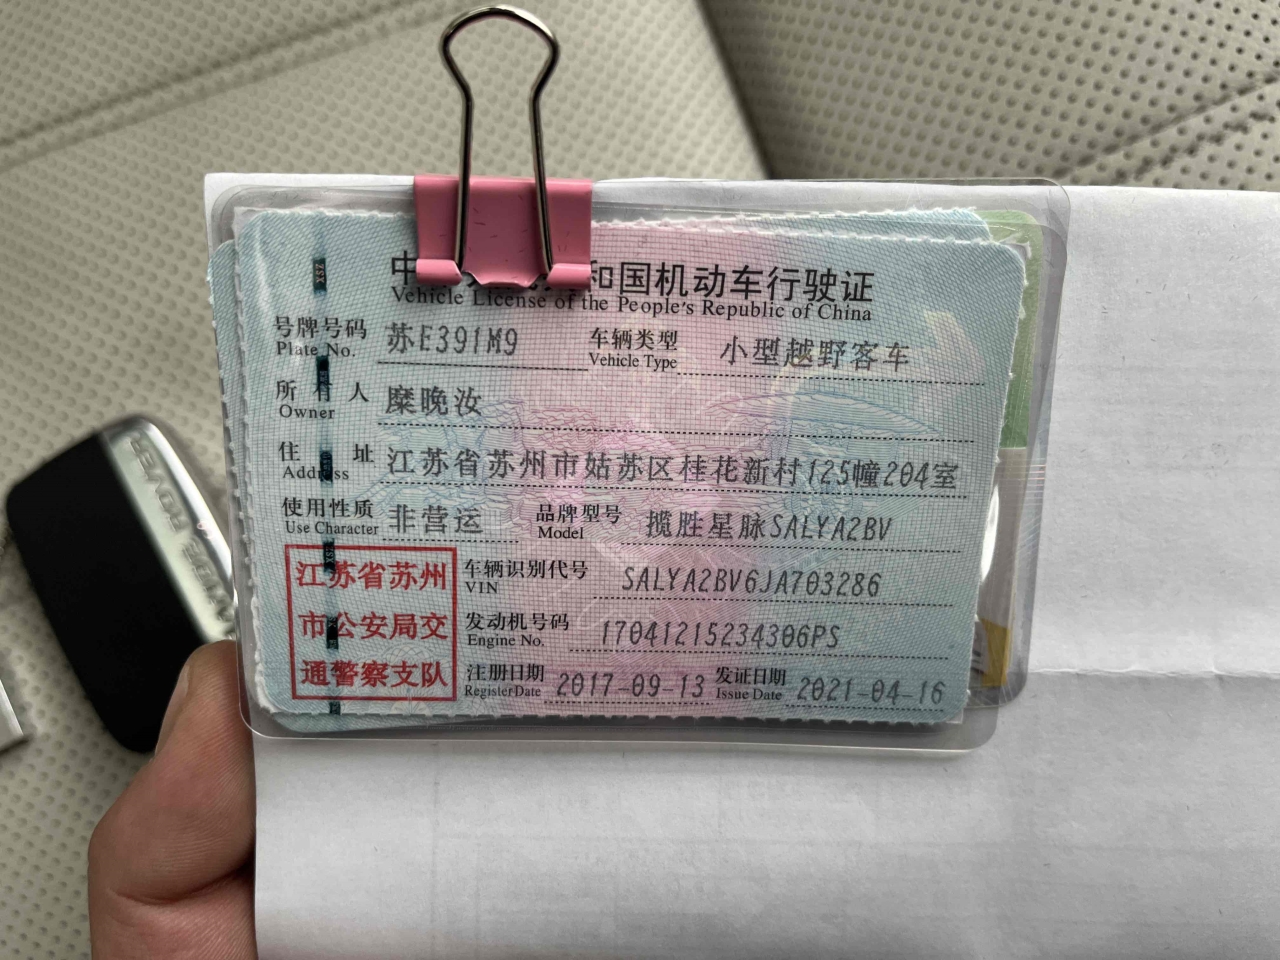 中 和国机动车行驶证
Vehicle License of the People's Republic of China
号牌号码 苏E391M9 车辆类型 小型越野客车
Plate No. Vehicle Type
所有人 糜晚汝
Owner
住址 江苏省苏州市姑苏区桂花新村125幢204室
Address
使用性质 非营运 品牌型号 揽胜星脉SALYA2BV
Use Character Model
江苏省苏州
市公安局交
通警察支队
车辆识别代号 SALYA2BV6JA703286
VIN
发动机号码 17041215234306PS
Engine No.
注册日期 2017-09-13 发证日期 2021-04-16
Register Date Issue Date
ROVER